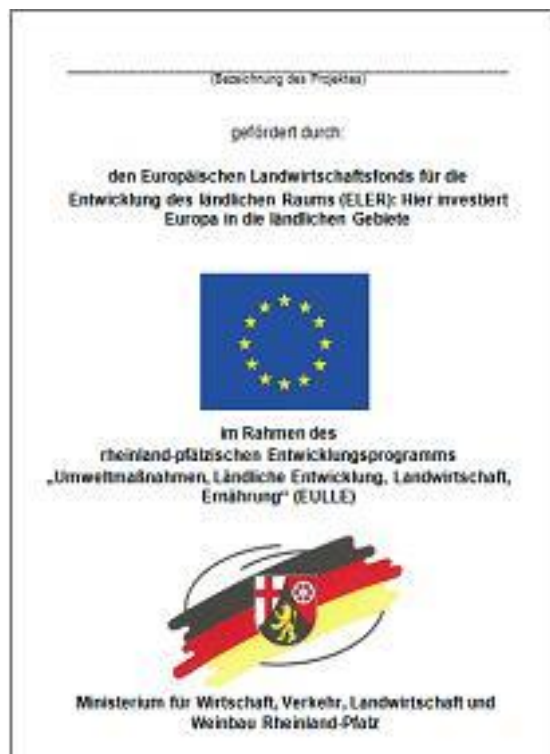 (Bezeichnung des Projektes)
gefördert durch:
den Europäischen Landwirtschaftsfonds für die
Entwicklung des ländlichen Raums (ELER): Hier investiert
Europa in die ländlichen Gebiete
im Rahmen des
rheinland-pfälzischen Entwicklungsprogramms
„Umweltmaßnahmen, Ländliche Entwicklung, Landwirtschaft,
Ernährung“ (EULLE)
Ministerium für Wirtschaft, Verkehr, Landwirtschaft und
Weinbau Rheinland-Pfalz